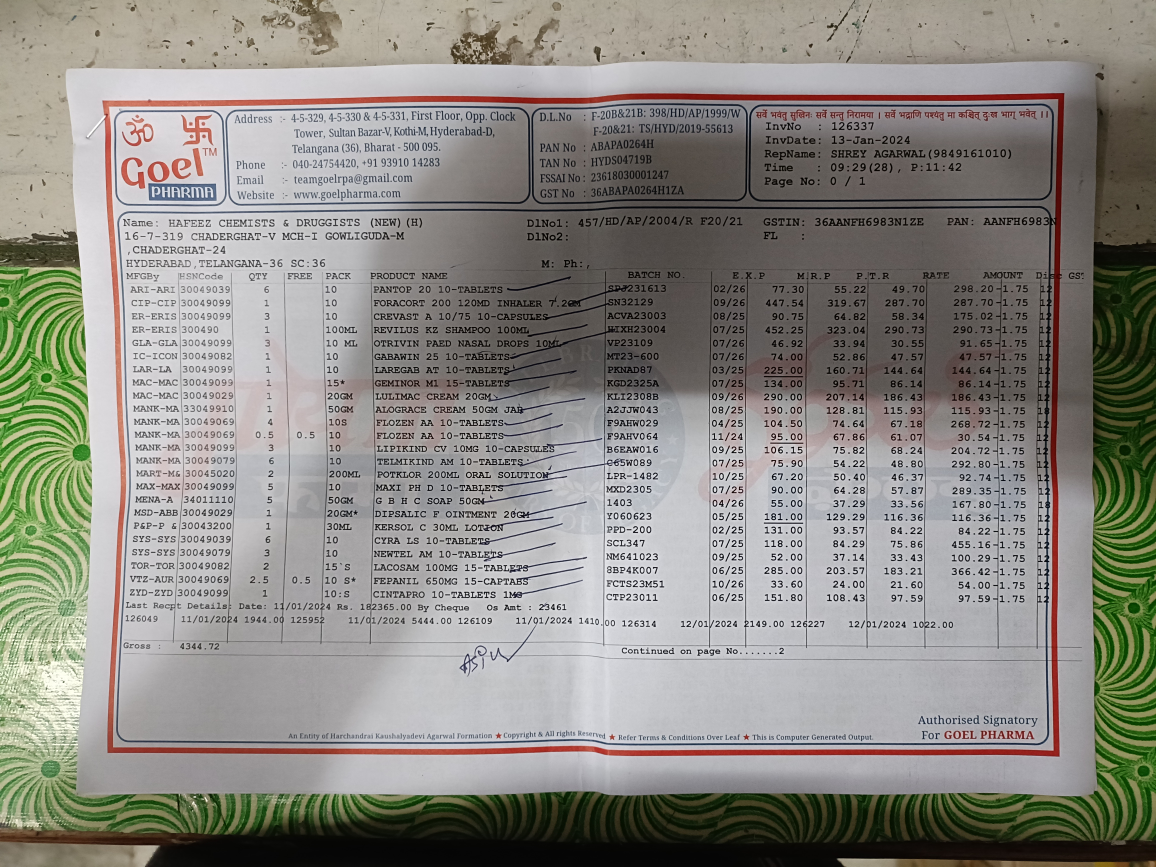 ॐ 卐
Goel TM
PHARMA
Address :- 4-5-329, 4-5-330 & 4-5-331, First Floor, Opp. Clock
Tower, Sultan Bazar-V, Kothi-M, Hyderabad-D,
Telangana (36), Bharat - 500 095.
Phone :- 040-24754420, +91 93910 14283
Email :- teamgoelrpa@gmail.com
Website :- www.goelpharma.com
D.L.No : F-20B&21B: 398/HD/AP/1999/W
F-20&21: TS/HYD/2019-55613
PAN No : ABAPA0264H
TAN No : HYDS04719B
FSSAI No : 23618030001247
GST No : 36ABAPA0264H1ZA
सर्वे भवंतु सुखिनः सर्वे सन्तु निरामया । सर्वे भद्राणि पश्यंतु मा कश्चित् दुःख भाग् भवेत् ।।
InvNo : 126337
InvDate: 13-Jan-2024
RepName: SHREY AGARWAL(9849161010)
Time : 09:29(28), P:11:42
Page No: 0 / 1
Name: HAFEEZ CHEMISTS & DRUGGISTS (NEW)(H) DlNo1: 457/HD/AP/2004/R F20/21 GSTIN: 36AANFH6983N1ZE PAN: AANFH6983N
16-7-319 CHADERGHAT-V MCH-I GOWLIGUDA-M DlNo2: FL :
,CHADERGHAT-24
HYDERABAD,TELANGANA-36 SC:36 M: Ph:,
MFGBy HSNCode QTY FREE PACK PRODUCT NAME BATCH NO. E.X.P M.R.P P.T.R RATE AMOUNT Disc GST
ARI-ARI 30049039 6 10 PANTOP 20 10-TABLETS SPJ231613 02/26 77.30 55.22 49.70 298.20 -1.75 12
CIP-CIP 30049099 1 10 FORACORT 200 120MD INHALER 7.2GM SN32129 09/26 447.54 319.67 287.70 287.70 -1.75 12
ER-ERIS 30049099 3 10 CREVAST A 10/75 10-CAPSULES ACVA23003 08/25 90.75 64.82 58.34 175.02 -1.75 12
ER-ERIS 300490 1 100ML REVILUS KZ SHAMPOO 100ML HIXH23004 07/25 452.25 323.04 290.73 290.73 -1.75 12
GLA-GLA 30049099 3 10 ML OTRIVIN PAED NASAL DROPS 10ML VP23109 07/26 46.92 33.94 30.55 91.65 -1.75 12
IC-ICON 30049082 1 10 GABAWIN 25 10-TABLETS MT23-600 07/26 74.00 52.86 47.57 47.57 -1.75 12
LAR-LA 30049099 1 10 LAREGAB AT 10-TABLETS PKNAD87 03/25 225.00 160.71 144.64 144.64 -1.75 12
MAC-MAC 30049099 1 15* GEMINOR M1 15-TABLETS KGD2325A 07/25 134.00 95.71 86.14 86.14 -1.75 12
MAC-MAC 30049029 1 20GM LULIMAC CREAM 20GM KLI2308B 09/26 290.00 207.14 186.43 186.43 -1.75 12
MANK-MA 33049910 1 50GM ALOGRACE CREAM 50GM JAR A2JJW043 08/25 190.00 128.81 115.93 115.93 -1.75 18
MANK-MA 30049069 4 10S FLOZEN AA 10-TABLETS F9AHW029 04/25 104.50 74.64 67.18 268.72 -1.75 12
MANK-MA 30049069 0.5 0.5 10 FLOZEN AA 10-TABLETS F9AHV064 11/24 95.00 67.86 61.07 30.54 -1.75 12
MANK-MA 30049099 3 10 LIPIKIND CV 10MG 10-CAPSULES B6EAW016 09/25 106.15 75.82 68.24 204.72 -1.75 12
MANK-MA 30049079 6 10 TELMIKIND AM 10-TABLETS C65W089 07/25 75.90 54.22 48.80 292.80 -1.75 12
MART-M& 30045020 2 200ML POTKLOR 200ML ORAL SOLUTION LPR-1482 10/25 67.20 50.40 46.37 92.74 -1.75 12
MAX-MAX 30049099 5 10 MAXI PH D 10-TABLETS MXD2305 07/25 90.00 64.28 57.87 289.35 -1.75 12
MENA-A 34011110 5 50GM G B H C SOAP 50GM 1403 04/26 55.00 37.29 33.56 167.80 -1.75 18
MSD-ABB 30049029 1 20GM* DIPSALIC F OINTMENT 20GM YO60623 05/25 181.00 129.29 116.36 116.36 -1.75 12
P&P-P & 30043200 1 30ML KERSOL C 30ML LOTION PPD-200 02/25 131.00 93.57 84.22 84.22 -1.75 12
SYS-SYS 30049039 6 10 CYRA LS 10-TABLETS SCL347 07/25 118.00 84.29 75.86 455.16 -1.75 12
SYS-SYS 30049079 3 10 NEWTEL AM 10-TABLETS NM641023 09/25 52.00 37.14 33.43 100.29 -1.75 12
TOR-TOR 30049082 2 15`S LACOSAM 100MG 15-TABLETS 8BP4K007 06/25 285.00 203.57 183.21 366.42 -1.75 12
VTZ-AUR 30049069 2.5 0.5 10 S* FEPANIL 650MG 15-CAPTABS FCTS23M51 10/26 33.60 24.00 21.60 54.00 -1.75 12
ZYD-ZYD 30049099 1 10:S CINTAPRO 10-TABLETS 1MG CTP23011 06/25 151.80 108.43 97.59 97.59 -1.75 12
Last Recpt Details: Date: 11/01/2024 Rs. 182365.00 By Cheque Os Amt : 23461
126049 11/01/2024 1944.00 125952 11/01/2024 5444.00 126109 11/01/2024 1410.00 126314 12/01/2024 2149.00 126227 12/01/2024 1022.00
Gross : 4344.72
Continued on page No.......2
Authorised Signatory
For GOEL PHARMA
An Entity of Harchandrai Kaushalyadevi Agarwal Formation ★ Copyright & All rights Reserved ★ Refer Terms & Conditions Over Leaf ★ This is Computer Generated Output.